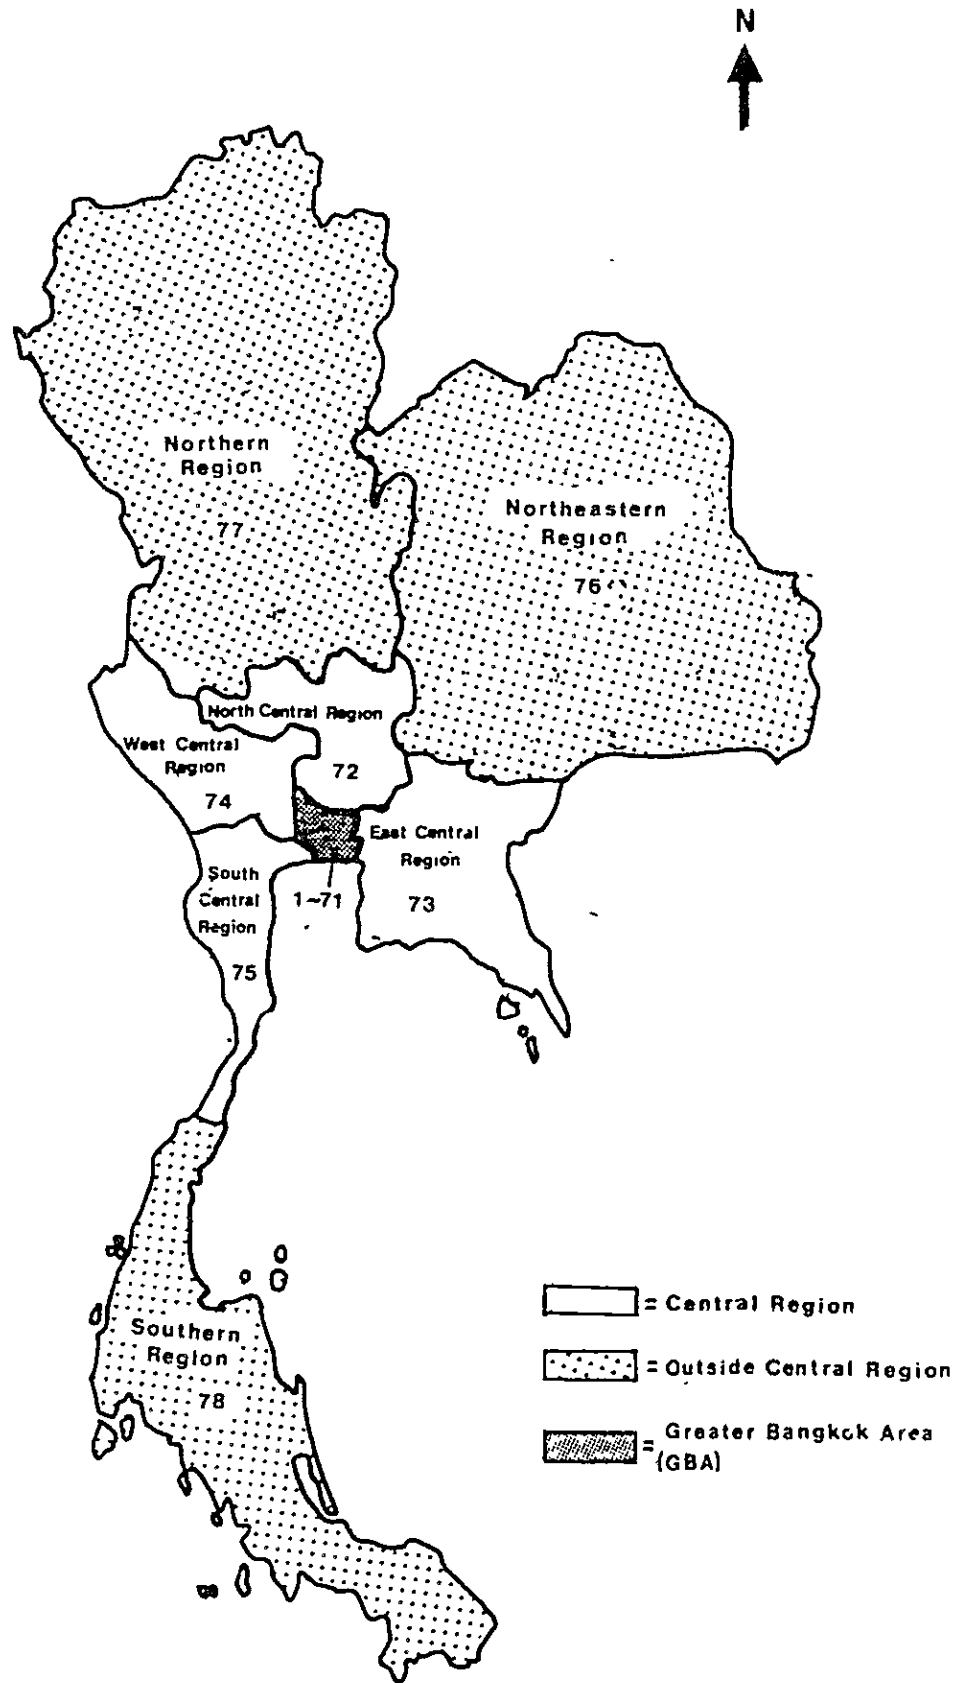 N
Northern
Region
77
Northeastern
Region
76
North Central Region
72
West Central
Region
74
East Central
Region
73
1~71
South
Central
Region
75
Southern
Region
78
= Central Region
= Outside Central Region
= Greater Bangkok Area
(GBA)